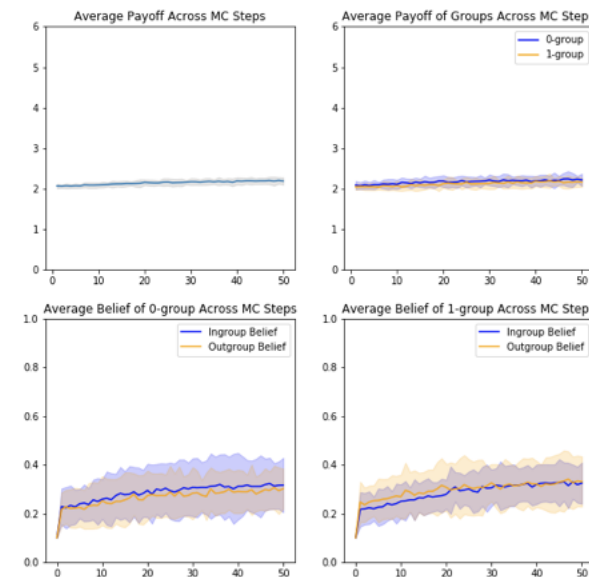 Average Payoff Across MC Steps
6
5
4
3
2
1
0
0 10 20 30 40 50
Average Payoff of Groups Across MC Step
0-group
1-group
6
5
4
3
2
1
0
0 10 20 30 40 50
Average Belief of 0-group Across MC Steps
Ingroup Belief
Outgroup Belief
1.0
0.8
0.6
0.4
0.2
0.0
0 10 20 30 40 50
Average Belief of 1-group Across MC Step
Ingroup Belief
Outgroup Belief
1.0
0.8
0.6
0.4
0.2
0.0
0 10 20 30 40 50